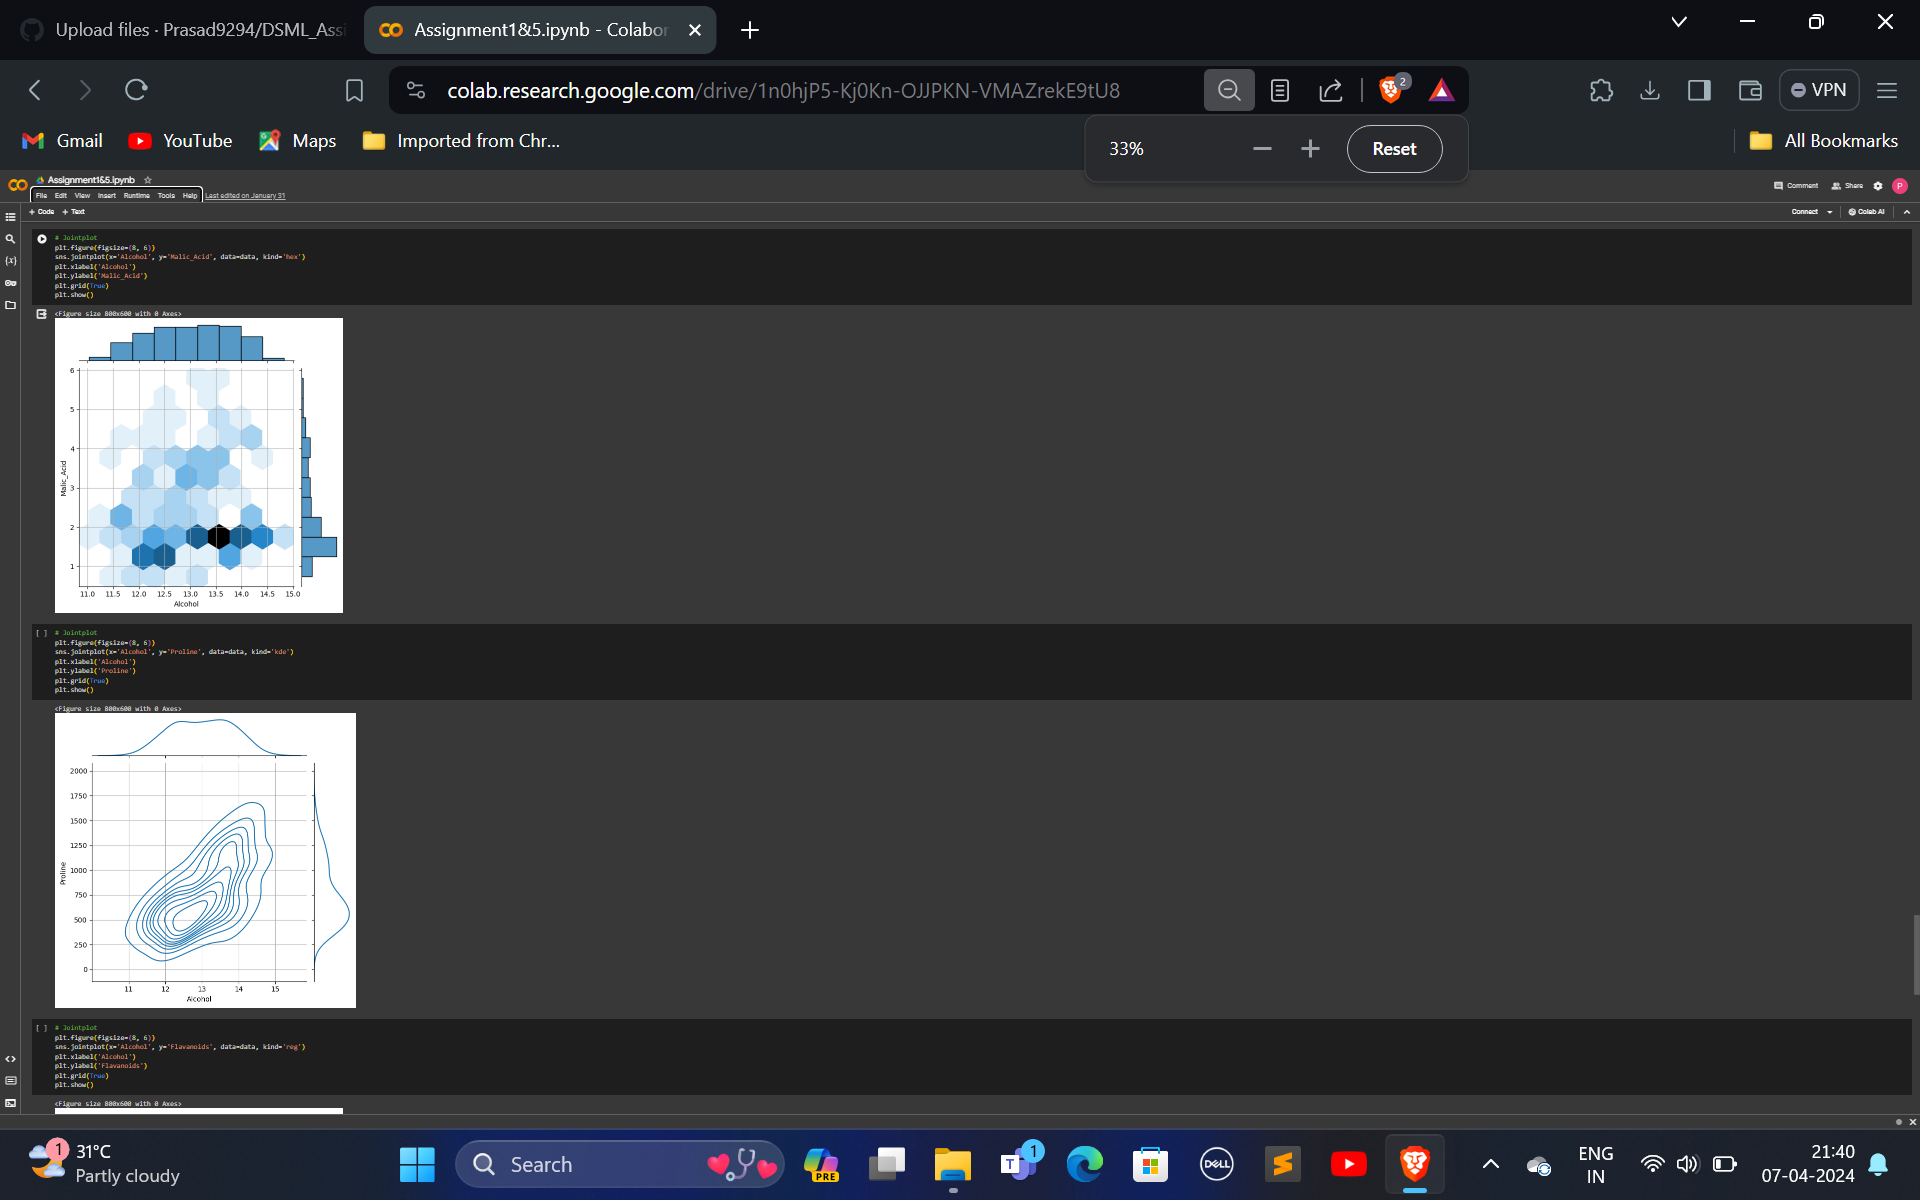 Upload files · Prasad9294/DSML_Ass
Assignment1&5.ipynb - Colabor
colab.research.google.com/drive/1n0hjP5-Kj0Kn-OJJPKN-VMAZrekE9tU8
2
VPN
Gmail
YouTube
Maps
Imported from Chr...
33%
Reset
All Bookmarks
Assignment1&5.ipynb
File Edit View Insert Runtime Tools Help Last edited on January 31
Comment
Share
P
+ Code + Text
Connect
Colab AI
# Jointplot
plt.figure(figsize=(8, 6))
sns.jointplot(x='Alcohol', y='Malic_Acid', data=data, kind='hex')
plt.xlabel('Alcohol')
plt.ylabel('Malic_Acid')
plt.grid(True)
plt.show()
<Figure size 800x600 with 0 Axes>
6
5
4
3
2
1
Malic_Acid
11.0 11.5 12.0 12.5 13.0 13.5 14.0 14.5 15.0
Alcohol
[ ] # Jointplot
plt.figure(figsize=(8, 6))
sns.jointplot(x='Alcohol', y='Proline', data=data, kind='kde')
plt.xlabel('Alcohol')
plt.ylabel('Proline')
plt.grid(True)
plt.show()
<Figure size 800x600 with 0 Axes>
2000
1750
1500
1250
1000
750
500
250
0
Proline
11 12 13 14 15
Alcohol
[ ] # Jointplot
plt.figure(figsize=(8, 6))
sns.jointplot(x='Alcohol', y='Flavanoids', data=data, kind='reg')
plt.xlabel('Alcohol')
plt.ylabel('Flavanoids')
plt.grid(True)
plt.show()
<Figure size 800x600 with 0 Axes>
1
31°C
Partly cloudy
Search
PRE
T
1
DELL
ENG
IN
21:40
07-04-2024